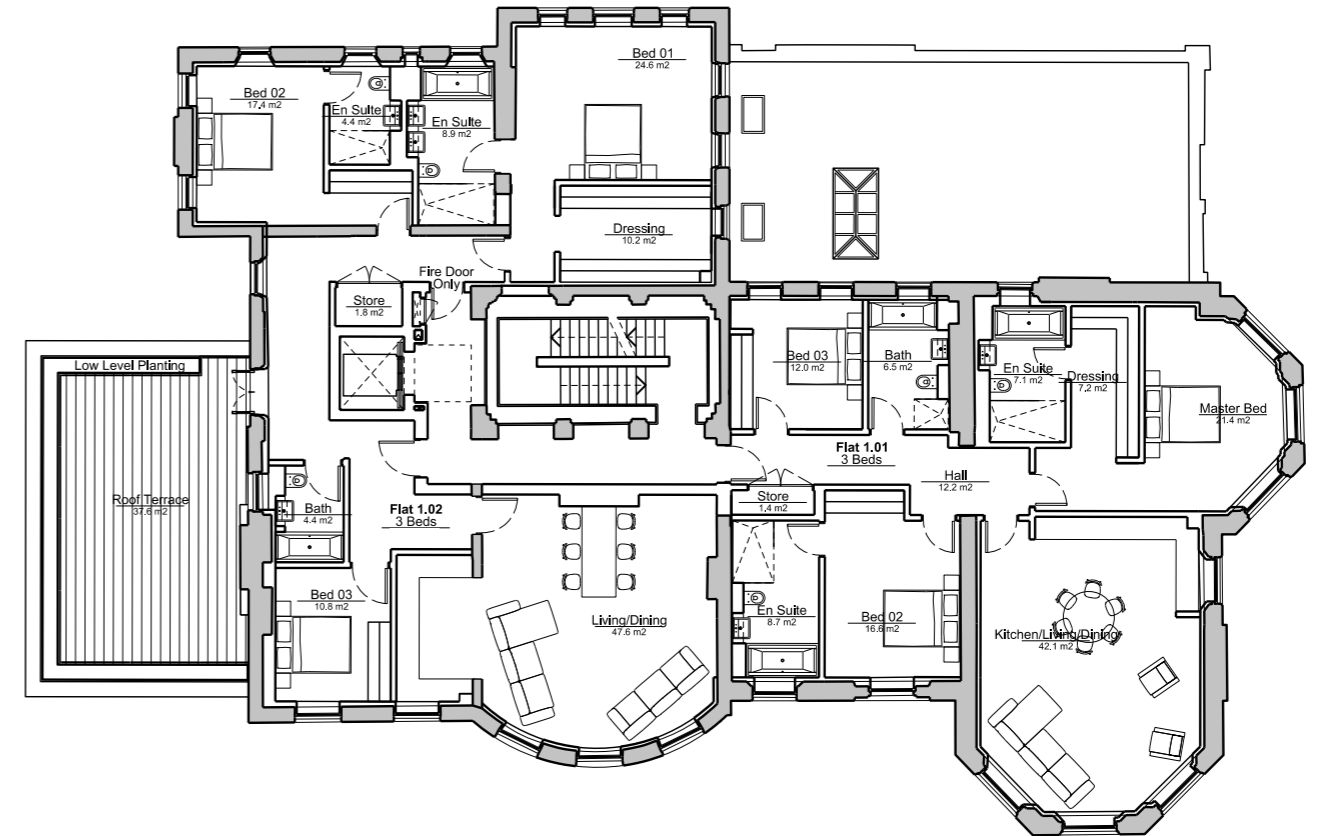 Bed 01
24.6 m2
Bed 02
17.4 m2
En Suite
4.4 m2
En Suite
8.9 m2
Dressing
10.2 m2
Fire Door
Only
Store
1.8 m2
Low Level Planting
Roof Terrace
37.6 m2
Bath
4.4 m2
Flat 1.02
3 Beds
Bed 03
10.8 m2
Living/Dining
47.6 m2
Bed 03
12.0 m2
Bath
6.5 m2
En Suite
7.1 m2
Dressing
7.2 m2
Master Bed
21.4 m2
Flat 1.01
3 Beds
Hall
12.2 m2
Store
1.4 m2
En Suite
8.7 m2
Bed 02
16.6 m2
Kitchen/Living/Dining
42.1 m2